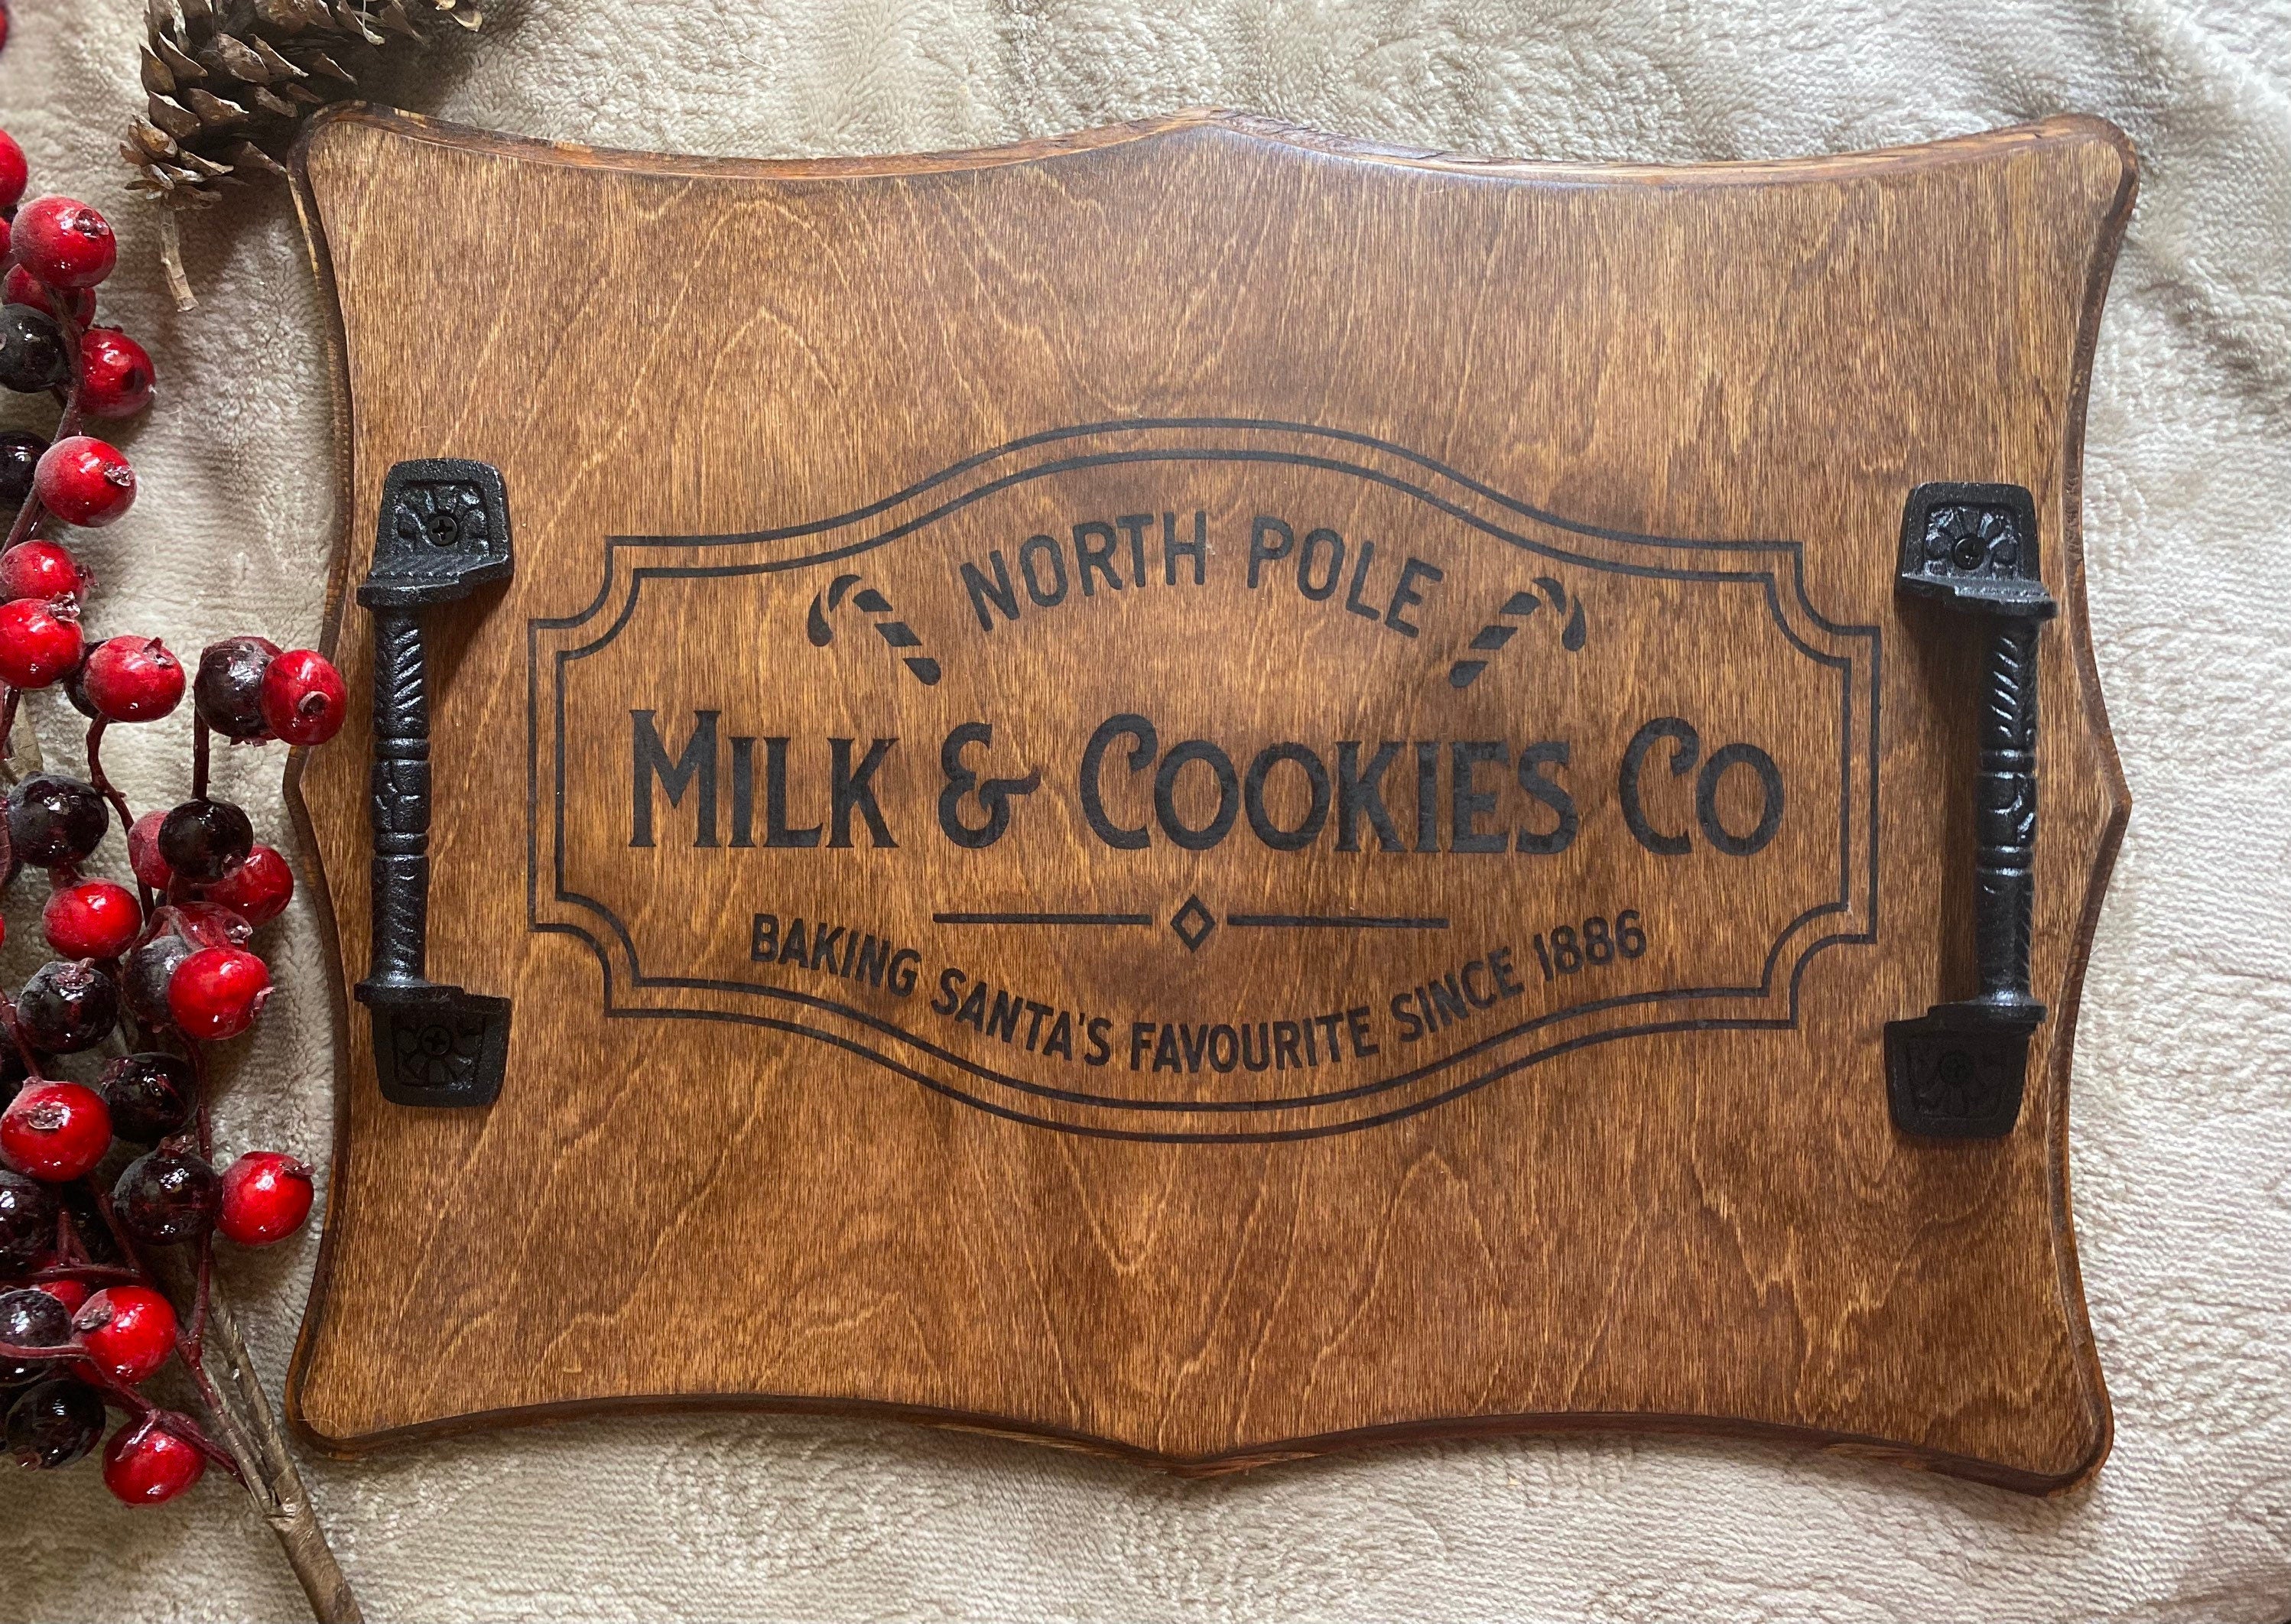 NORTH POLE
MILK & COOKIES CO
BAKING SANTA'S FAVOURITE SINCE 1886